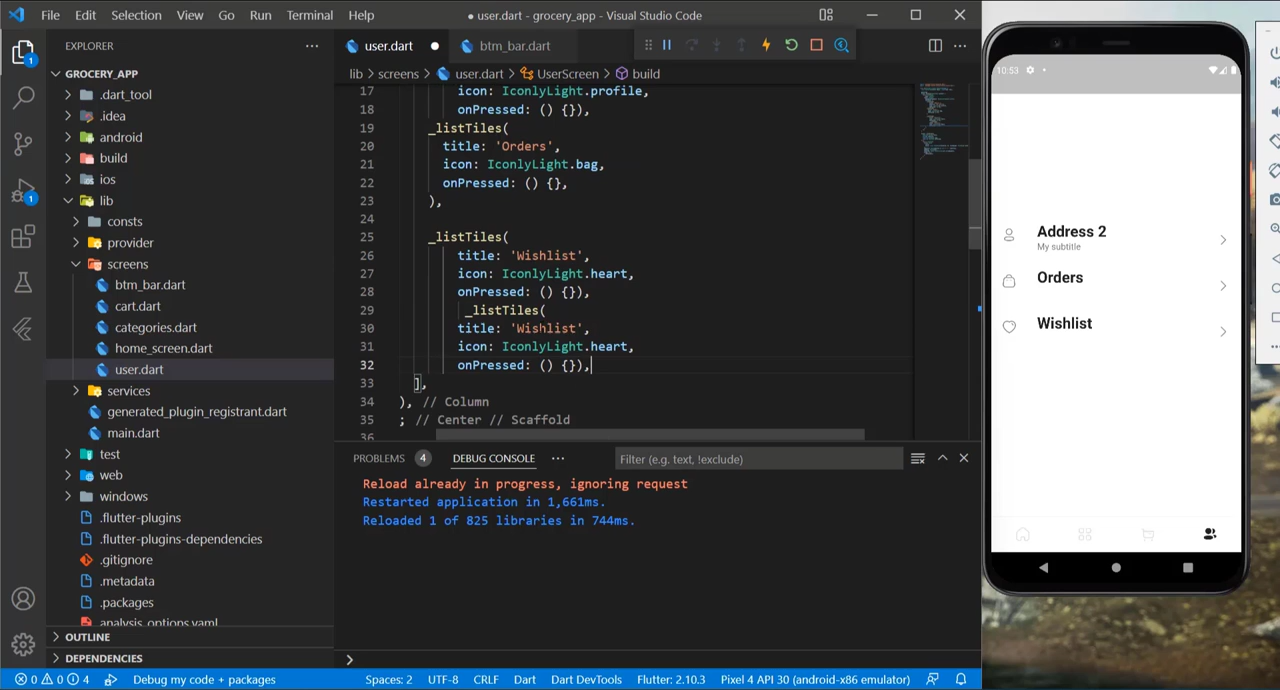 File Edit Selection View Go Run Terminal Help
● user.dart - grocery_app - Visual Studio Code
EXPLORER
GROCERY_APP
.dart_tool
.idea
android
build
ios
lib
consts
provider
screens
btm_bar.dart
cart.dart
categories.dart
home_screen.dart
user.dart
services
generated_plugin_registrant.dart
main.dart
test
web
windows
.flutter-plugins
.flutter-plugins-dependencies
.gitignore
.metadata
.packages
analysis_options.yaml
OUTLINE
DEPENDENCIES
1
1
user.dart ●
btm_bar.dart
lib > screens > user.dart > UserScreen > build
17 icon: IconlyLight.profile,
18 onPressed: () {}),
19 _listTiles(
20 title: 'Orders',
21 icon: IconlyLight.bag,
22 onPressed: () {},
23 ),
24
25 _listTiles(
26 title: 'Wishlist',
27 icon: IconlyLight.heart,
28 onPressed: () {}),
29 _listTiles(
30 title: 'Wishlist',
31 icon: IconlyLight.heart,
32 onPressed: () {}),
33 ],
34 ), // Column
35 ; // Center // Scaffold
36
PROBLEMS 4 DEBUG CONSOLE
Filter (e.g. text, !exclude)
Reload already in progress, ignoring request
Restarted application in 1,661ms.
Reloaded 1 of 825 libraries in 744ms.
0 0 4 Debug my code + packages
Spaces: 2 UTF-8 CRLF Dart Dart DevTools Flutter: 2.10.3 Pixel 4 API 30 (android-x86 emulator)
10:53
Address 2
My subtitle
Orders
Wishlist